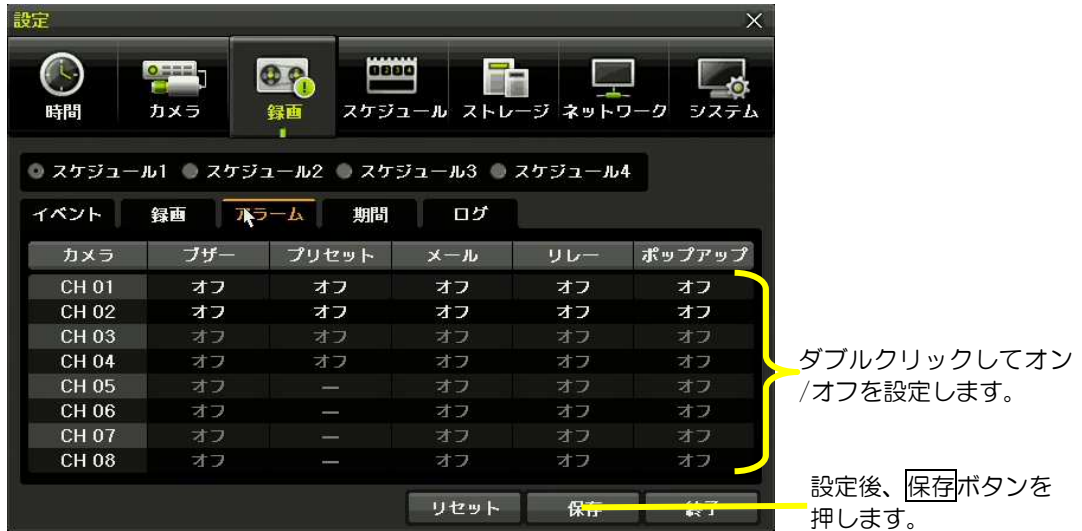 設定
時間 カメラ 録画 スケジュール ストレージ ネットワーク システム
スケジュール1 スケジュール2 スケジュール3 スケジュール4
イベント 録画 アラーム 期間 ログ
カメラ ブザー プリセット メール リレー ポップアップ
CH 01 オフ オフ オフ オフ オフ
CH 02 オフ オフ オフ オフ オフ
CH 03 オフ オフ オフ オフ オフ
CH 04 オフ オフ オフ オフ オフ
CH 05 オフ — オフ オフ オフ
CH 06 オフ — オフ オフ オフ
CH 07 オフ — オフ オフ オフ
CH 08 オフ — オフ オフ オフ
ダブルクリックしてオン
/オフを設定します。
リセット 保存 終了
設定後、保存ボタンを
押します。